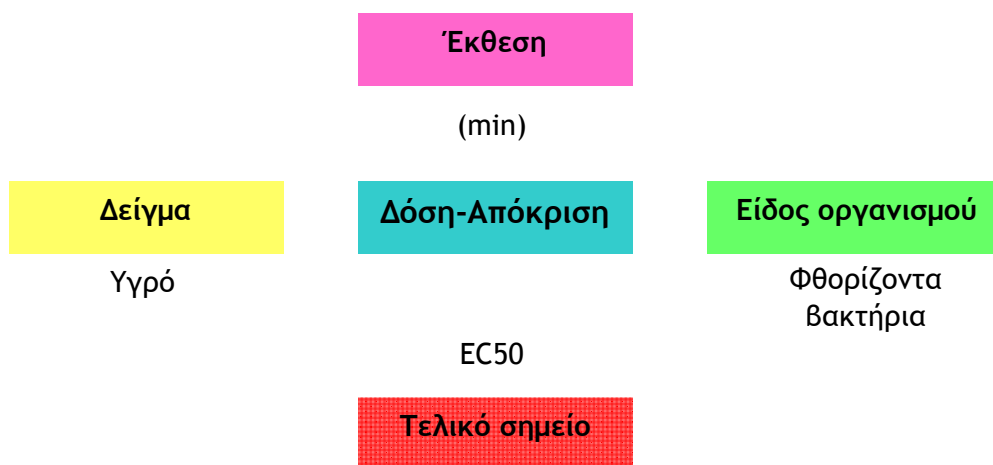 Έκθεση
(min)
Δείγμα
Δόση-Απόκριση
Είδος οργανισμού
Υγρό
Φθορίζοντα
βακτήρια
EC50
Τελικό σημείο